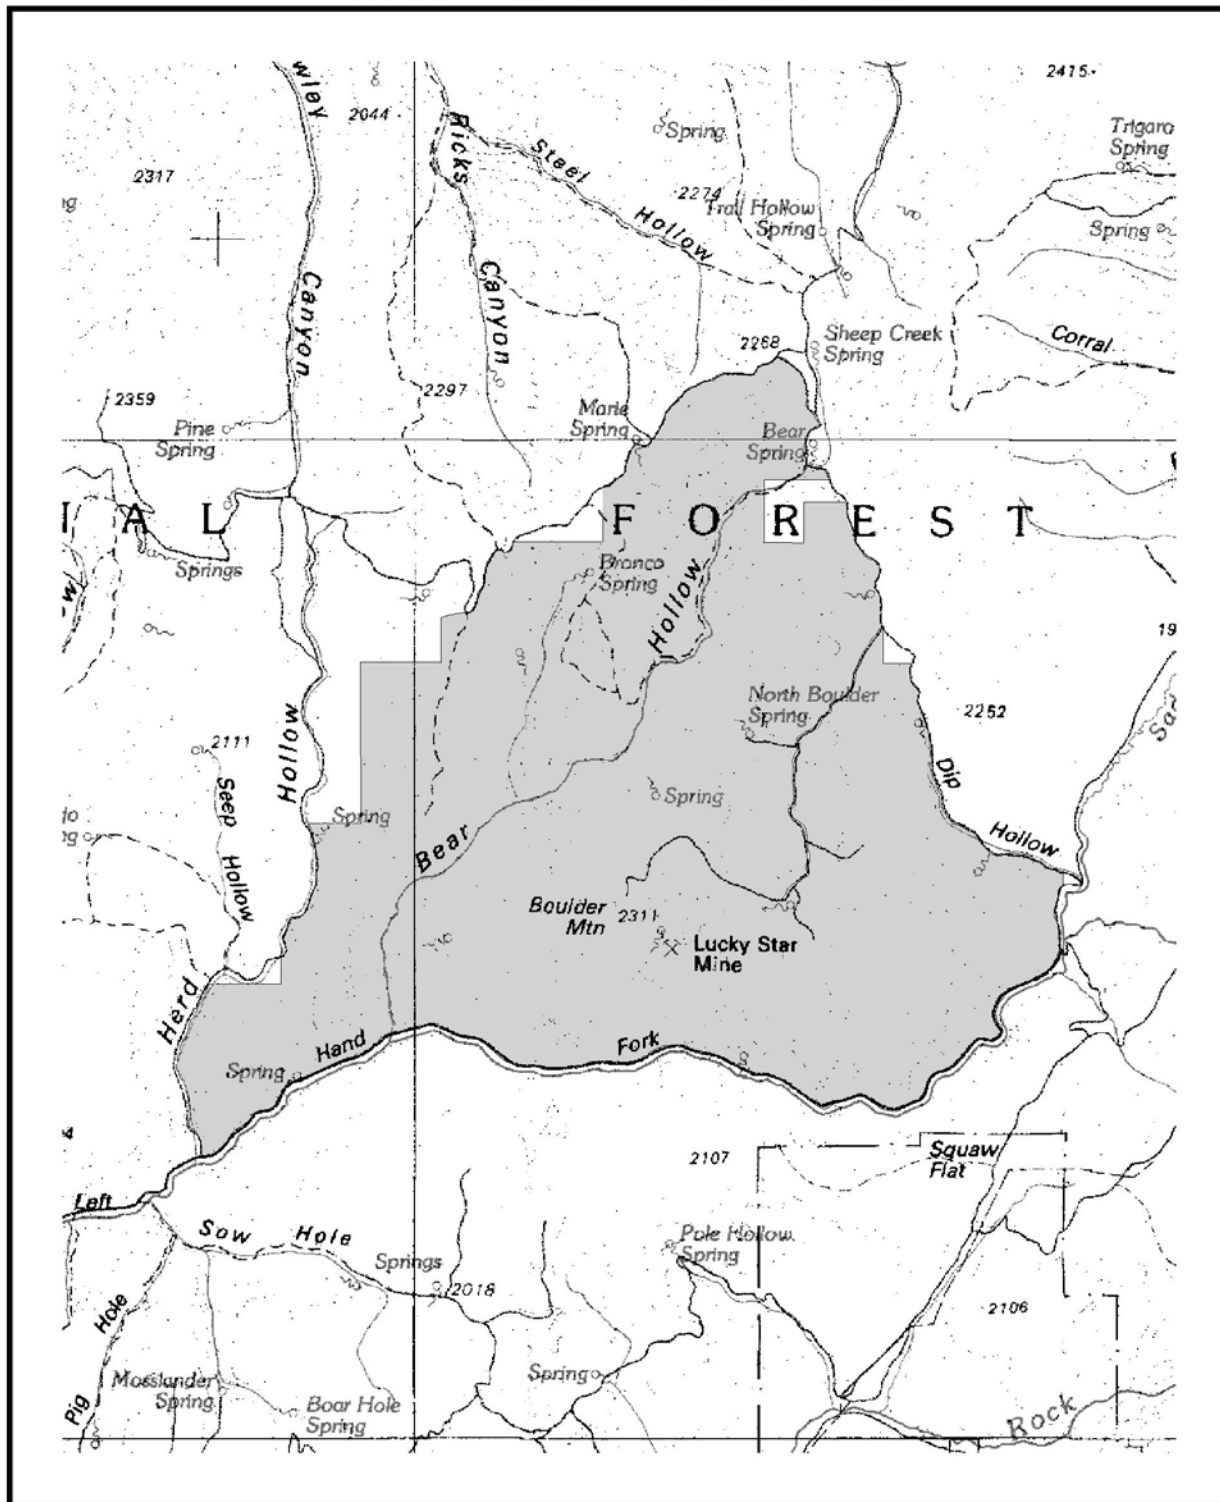 wley
2044
Ricks
Spring
2415
Trigaro
Spring
2317
Steel
2274
Trail Hollow
Spring
Hollow
Spring
Canyon
Canyon
2268
Sheep Creek
Spring
Corral
2359
2297
Pine
Spring
Marie
Spring
Bear
Spring
I A L F O R E S T
Springs
Bronco
Spring
Hollow
19
North Boulder
Spring
2252
2111
Hollow
Seep
Hollow
Spring
Spring
Dip
Hollow
Bear
Boulder
Mtn
2311
Lucky Star
Mine
Herd
Hand
Fork
Spring
2107
Squaw
Flat
Left
Sow Hole
Springs
2018
Pole Hollow
Spring
2106
Hole
Pig
Mosslander
Spring
Boar Hole
Spring
Spring
Rock